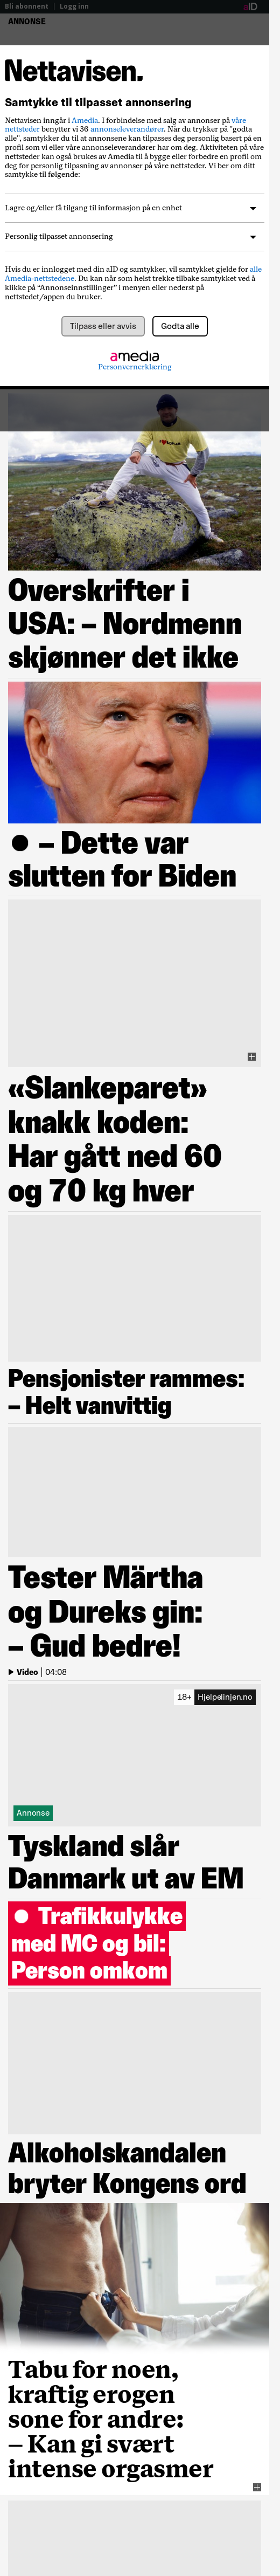 Bli abonnent | Logg inn
aID
ANNONSE
Nettavisen.
Samtykke til tilpasset annonsering
Personvern­erklæring
Nettavisen inngår i Amedia. I forbindelse med salg av annonser på våre
nettsteder benytter vi 36 annonseleverandører. Når du trykker på "godta
alle", samtykker du til at annonser kan tilpasses deg personlig basert på en
profil som vi eller våre annonseleverandører har om deg. Aktiviteten på våre
nettsteder kan også brukes av Amedia til å bygge eller forbedre en profil om
deg for personlig tilpasning av annonser på våre nettsteder. Vi ber om ditt
samtykke til følgende:
Lagre og/eller få tilgang til informasjon på en enhet
Personlig tilpasset annonsering
Hvis du er innlogget med din aID og samtykker, vil samtykket gjelde for alle
Amedia-nettstedene. Du kan når som helst trekke tilbake samtykket ved å
klikke på “Annonseinnstillinger” i menyen eller nederst på
nettstedet/appen du bruker.
Tilpass eller avvis
Godta alle
amedia
Personvernerklæring
Overskrifter i
USA: – Nordmenn
skjønner det ikke
– Dette var
slutten for Biden
«Slankeparet»
knakk koden:
Har gått ned 60
og 70 kg hver
Pensjonister rammes:
– Helt vanvittig
Tester Märtha
og Dureks gin:
– Gud bedre!
Video | 04:08
18+ Hjelpelinjen.no
Annonse
Tyskland slår
Danmark ut av EM
Trafikkulykke
med MC og bil:
Person omkom
Alkoholskandalen
bryter Kongens ord
Tabu for noen,
kraftig erogen
sone for andre:
– Kan gi svært
intense orgasmer